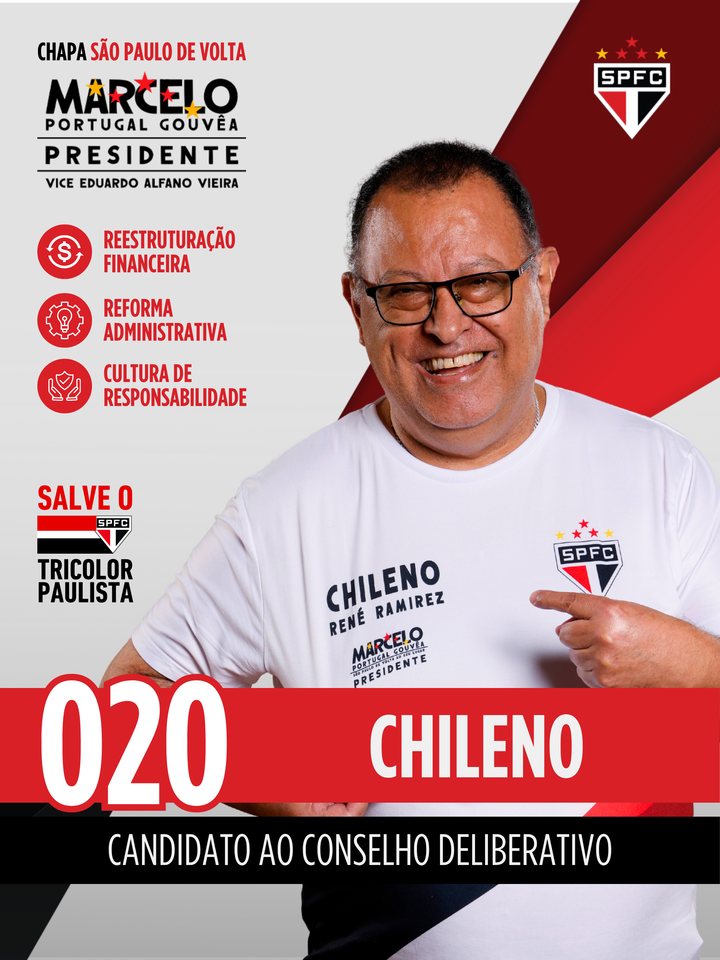 CHAPA SÃO PAULO DE VOLTA
MARCELO
PORTUGAL GOUVÊA
PRESIDENTE
VICE EDUARDO ALFANO VIEIRA
SPFC
REESTRUTURAÇÃO
FINANCEIRA
REFORMA
ADMINISTRATIVA
CULTURA DE
RESPONSABILIDADE
SALVE O
SPFC
TRICOLOR
PAULISTA
SPFC
CHILENO
RENÉ RAMIREZ
MARCELO
PORTUGAL GOUVÊA
PRESIDENTE
020
CHILENO
CANDIDATO AO CONSELHO DELIBERATIVO